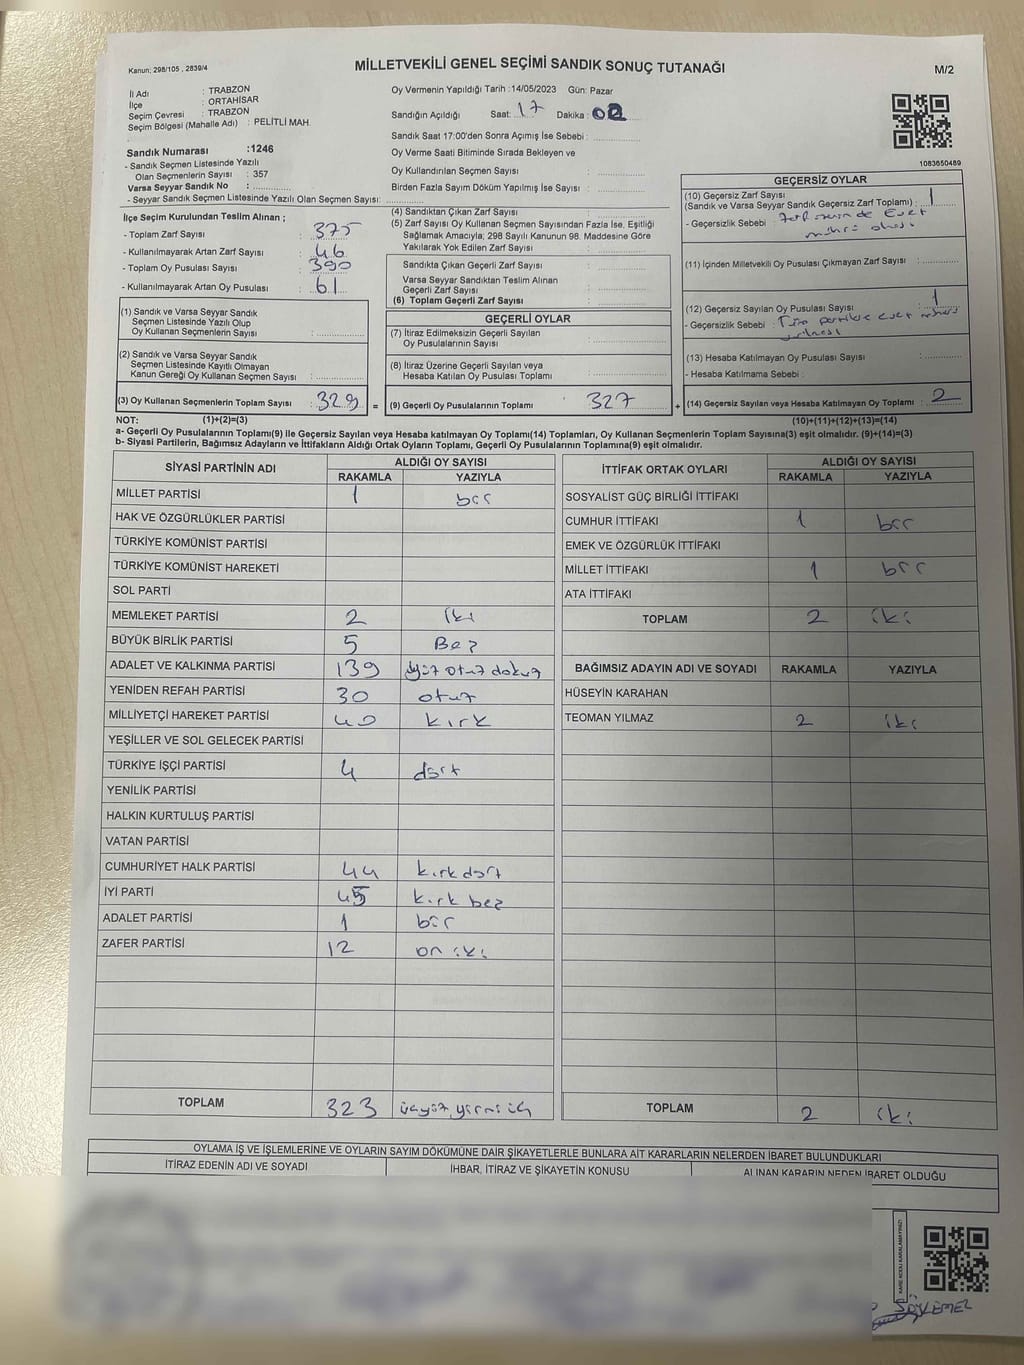 Kanun; 298/105 , 2839/4
MİLLETVEKİLİ GENEL SEÇİMİ SANDIK SONUÇ TUTANAĞI
M/2
İl Adı : TRABZON
İlçe : ORTAHİSAR
Seçim Çevresi : TRABZON
Seçim Bölgesi (Mahalle Adı) : PELİTLİ MAH.
Sandık Numarası :1246
- Sandık Seçmen Listesinde Yazılı
Olan Seçmenlerin Sayısı : 357
Varsa Seyyar Sandık No :
- Seyyar Sandık Seçmen Listesinde Yazılı Olan Seçmen Sayısı:
Oy Vermenin Yapıldığı Tarih :14/05/2023 Gün: Pazar
Sandığın Açıldığı Saat: 17 Dakika: 02
Sandık Saat 17:00'den Sonra Açımış İse Sebebi :
Oy Verme Saati Bitiminde Sırada Bekleyen ve
Oy Kullandırılan Seçmen Sayısı :
Birden Fazla Sayım Döküm Yapılmış İse Sayısı :
1083650489
İlçe Seçim Kurulundan Teslim Alınan ;
- Toplam Zarf Sayısı : 375
- Kullanılmayarak Artan Zarf Sayısı : 46
- Toplam Oy Pusulası Sayısı : 390
- Kullanılmayarak Artan Oy Pusulası : 61
(4) Sandıktan Çıkan Zarf Sayısı :
(5) Zarf Sayısı Oy Kullanan Seçmen Sayısından Fazla İse, Eşitliği
Sağlamak Amacıyla; 298 Sayılı Kanunun 98. Maddesine Göre
Yakılarak Yok Edilen Zarf Sayısı :
Sandıkta Çıkan Geçerli Zarf Sayısı :
Varsa Seyyar Sandıktan Teslim Alınan
Geçerli Zarf Sayısı :
(6) Toplam Geçerli Zarf Sayısı :
GEÇERSİZ OYLAR
(10) Geçersiz Zarf Sayısı
(Sandık ve Varsa Seyyar Sandık Geçersiz Zarf Toplamı) : 1
- Geçersizlik Sebebi : Zarf üzerinde Evet
mührü olması
(11) İçinden Milletvekili Oy Pusulası Çıkmayan Zarf Sayısı :
(12) Geçersiz Sayılan Oy Pusulası Sayısı : 1
- Geçersizlik Sebebi : Tüm partilere evet mührü
(13) Hesaba Katılmayan Oy Pusulası Sayısı :
- Hesaba Katılmama Sebebi :
(1) Sandık ve Varsa Seyyar Sandık
Seçmen Listesinde Yazılı Olup
Oy Kullanan Seçmenlerin Sayısı :
(2) Sandık ve Varsa Seyyar Sandık
Seçmen Listesinde Kayıtlı Olmayan
Kanun Gereği Oy Kullanan Seçmen Sayısı :
GEÇERLİ OYLAR
(7) İtiraz Edilmeksizin Geçerli Sayılan
Oy Pusulalarının Sayısı :
(8) İtiraz Üzerine Geçerli Sayılan veya
Hesaba Katılan Oy Pusulası Toplamı :
(3) Oy Kullanan Seçmenlerin Toplam Sayısı : 329 = (9) Geçerli Oy Pusulalarının Toplamı : 327 + (14) Geçersiz Sayılan veya Hesaba Katılmayan Oy Toplamı : 2
NOT: (1)+(2)=(3) (10)+(11)+(12)+(13)=(14)
a- Geçerli Oy Pusulalarının Toplamı(9) ile Geçersiz Sayılan veya Hesaba katılmayan Oy Toplamı(14) Toplamları, Oy Kullanan Seçmenlerin Toplam Sayısına(3) eşit olmalıdır. (9)+(14)=(3)
b- Siyasi Partilerin, Bağımsız Adayların ve İttifakların Aldığı Ortak Oyların Toplamı, Geçerli Oy Pusulalarının Toplamına(9) eşit olmalıdır.
SİYASİ PARTİNİN ADI ALDIĞI OY SAYISI
RAKAMLA YAZIYLA
MİLLET PARTİSİ 1 bir
HAK VE ÖZGÜRLÜKLER PARTİSİ
TÜRKİYE KOMÜNİST PARTİSİ
TÜRKİYE KOMÜNİST HAREKETİ
SOL PARTİ
MEMLEKET PARTİSİ 2 iki
BÜYÜK BİRLİK PARTİSİ 5 Beş
ADALET VE KALKINMA PARTİSİ 139 yüz otuz dokuz
YENİDEN REFAH PARTİSİ 30 otuz
MİLLİYETÇİ HAREKET PARTİSİ 40 kırk
YEŞİLLER VE SOL GELECEK PARTİSİ
TÜRKİYE İŞÇİ PARTİSİ 4 dört
YENİLİK PARTİSİ
HALKIN KURTULUŞ PARTİSİ
VATAN PARTİSİ
CUMHURİYET HALK PARTİSİ 44 kırk dört
İYİ PARTİ 45 kırk beş
ADALET PARTİSİ 1 bir
ZAFER PARTİSİ 12 on iki
TOPLAM 323 üçyüz yirmi üç
İTTİFAK ORTAK OYLARI ALDIĞI OY SAYISI
RAKAMLA YAZIYLA
SOSYALİST GÜÇ BİRLİĞİ İTTİFAKI
CUMHUR İTTİFAKI 1 bir
EMEK VE ÖZGÜRLÜK İTTİFAKI
MİLLET İTTİFAKI 1 bir
ATA İTTİFAKI
TOPLAM 2 iki
BAĞIMSIZ ADAYIN ADI VE SOYADI RAKAMLA YAZIYLA
HÜSEYİN KARAHAN
TEOMAN YILMAZ 2 iki
TOPLAM 2 iki
OYLAMA İŞ VE İŞLEMLERİNE VE OYLARIN SAYIM DÖKÜMÜNE DAİR ŞİKAYETLERLE BUNLARA AİT KARARLARIN NELERDEN İBARET BULUNDUKLARI
İTİRAZ EDENİN ADI VE SOYADI İHBAR, İTİRAZ VE ŞİKAYETİN KONUSU ALINAN KARARIN NEDEN İBARET OLDUĞU
KARE KODU KARALAMAYINIZ!
SÖYLEMEZ